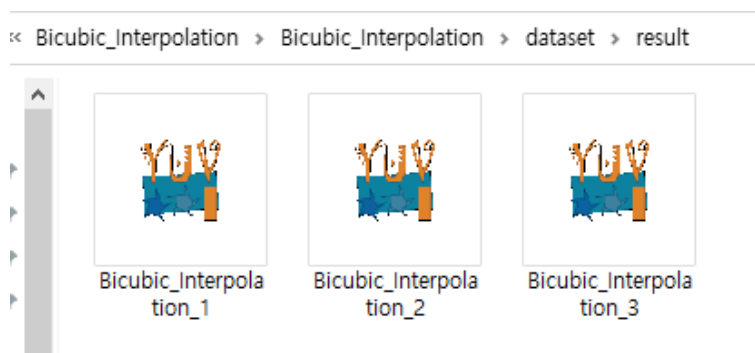 « Bicubic_Interpolation > Bicubic_Interpolation > dataset > result
YUV
YUV
YUV
Bicubic_Interpola
tion_1
Bicubic_Interpola
tion_2
Bicubic_Interpola
tion_3